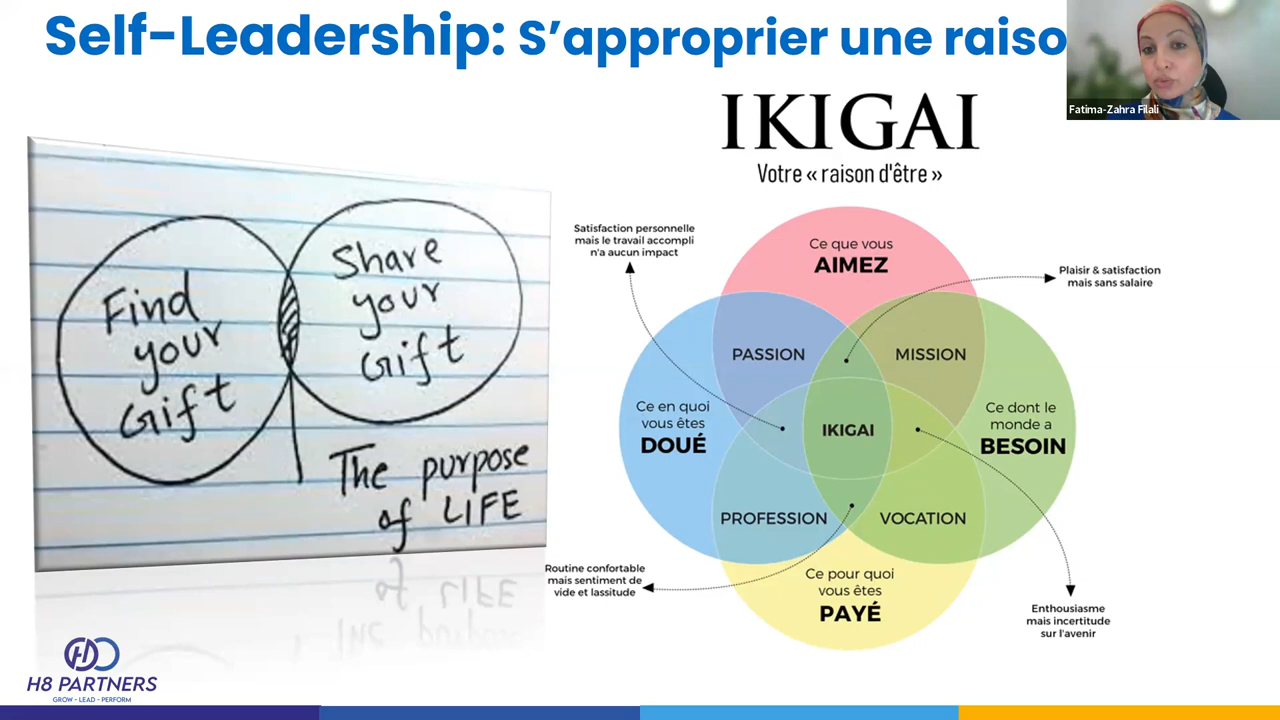 Self-Leadership: S'approprier une raiso
Fatima-Zahra Filali
IKIGAI
Votre « raison d'être »
Find
your
Gift
Share
your
Gift
The purpose
of LIFE
Satisfaction personnelle
mais le travail accompli
n'a aucun impact
Plaisir & satisfaction
mais sans salaire
Ce que vous
AIMEZ
PASSION
MISSION
Ce en quoi
vous êtes
DOUÉ
IKIGAI
Ce dont le
monde a
BESOIN
PROFESSION
VOCATION
Ce pour quoi
vous êtes
PAYÉ
Routine confortable
mais sentiment de
vide et lassitude
Enthousiasme
mais incertitude
sur l'avenir
H8 PARTNERS
GROW - LEAD - PERFORM